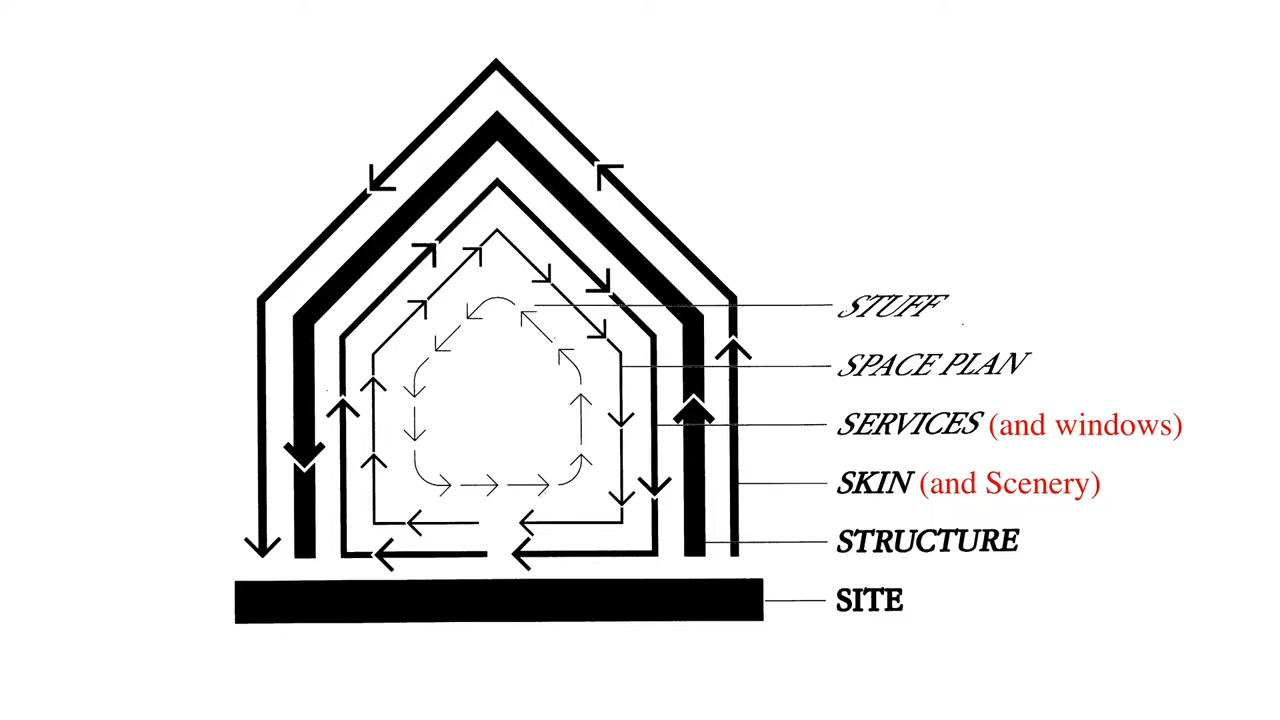 STUFF
SPACE PLAN
SERVICES (and windows)
SKIN (and Scenery)
STRUCTURE
SITE